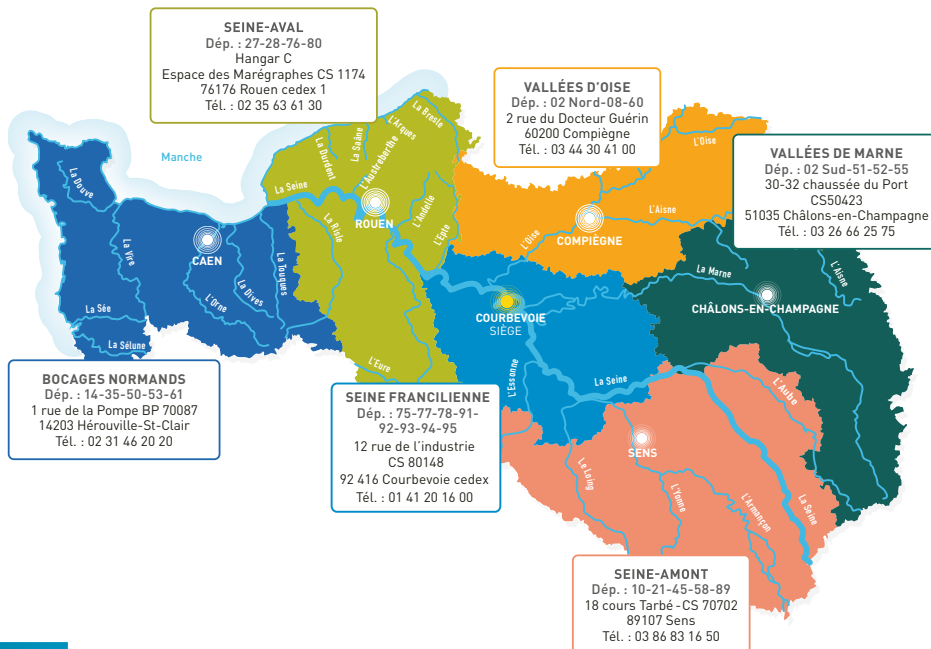 SEINE-AVAL
Dép. : 27-28-76-80
Hangar C
Espace des Marégraphes CS 1174
76176 Rouen cedex 1
Tél. : 02 35 63 61 30
VALLÉES D'OISE
Dép. : 02 Nord-08-60
2 rue du Docteur Guérin
60200 Compiègne
Tél. : 03 44 30 41 00
VALLÉES DE MARNE
Dép. : 02 Sud-51-52-55
30-32 chaussée du Port
CS50423
51035 Châlons-en-Champagne
Tél. : 03 26 66 25 75
Manche
La Douve
La Vire
La Sée
La Sélune
CAEN
L'Orne
La Dives
La Touques
La Seine
La Durdent
La Saâne
L'Austreberthe
L'Arques
La Bresle
ROUEN
La Risle
L'Andelle
L'Epte
L'Eure
L'Oise
L'Oise
L'Aisne
COMPIÈGNE
La Marne
L'Aisne
CHÂLONS-EN-CHAMPAGNE
COURBEVOIE
SIÈGE
L'Essonne
La Seine
L'Aube
SENS
Le Loing
L'Yonne
L'Armançon
La Seine
BOCAGES NORMANDS
Dép. : 14-35-50-53-61
1 rue de la Pompe BP 70087
14203 Hérouville-St-Clair
Tél. : 02 31 46 20 20
SEINE FRANCILIENNE
Dép. : 75-77-78-91-
92-93-94-95
12 rue de l'industrie
CS 80148
92 416 Courbevoie cedex
Tél. : 01 41 20 16 00
SEINE-AMONT
Dép. : 10-21-45-58-89
18 cours Tarbé - CS 70702
89107 Sens
Tél. : 03 86 83 16 50